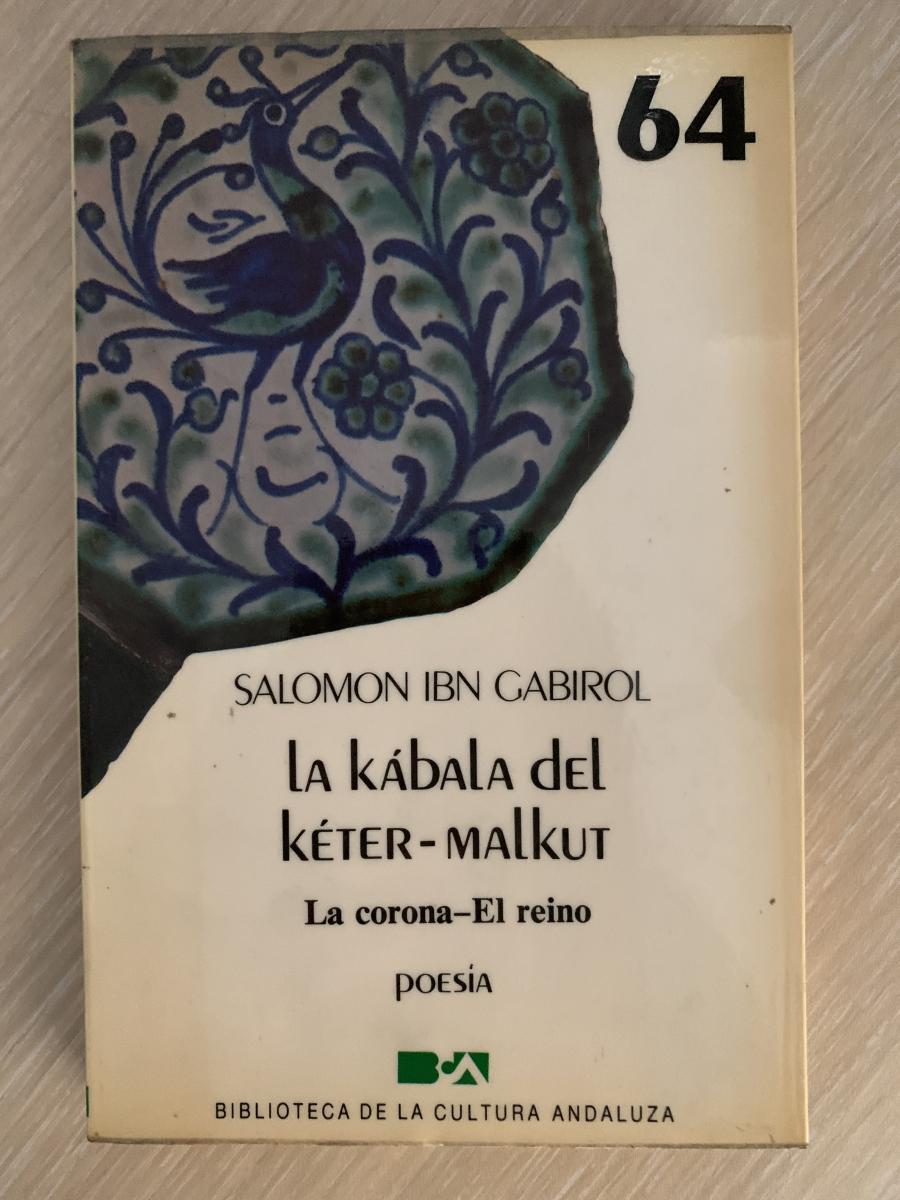 64
SALOMON IBN GABIROL
LA KÁBALA DEL
KÉTER-MALKUT
La corona–El reino
POESÍA
BCA
BIBLIOTECA DE LA CULTURA ANDALUZA